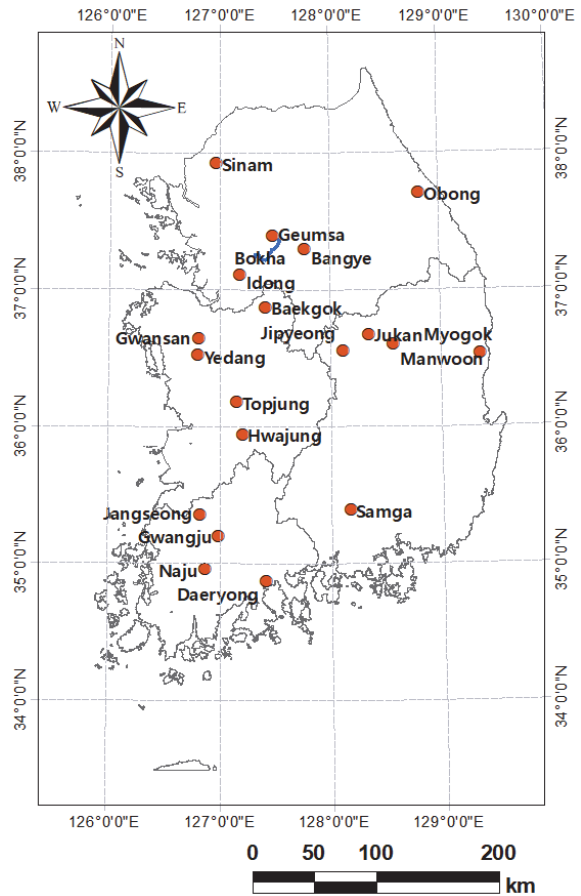 126°0'0"E 127°0'0"E 128°0'0"E 129°0'0"E 130°0'0"E
N
W E
S
38°0'0"N 38°0'0"N
Sinam
Obong
Geumsa
Bokha Bangye
Idong
37°0'0"N 37°0'0"N
Baekgok
Gwansan Jipyeong Jukan Myogok
Yedang Manwoon
Topjung
36°0'0"N 36°0'0"N
Hwajung
Jangseong Samga
Gwangju
35°0'0"N 35°0'0"N
Naju
Daeryong
34°0'0"N 34°0'0"N
126°0'0"E 127°0'0"E 128°0'0"E 129°0'0"E
0 50 100 200
km